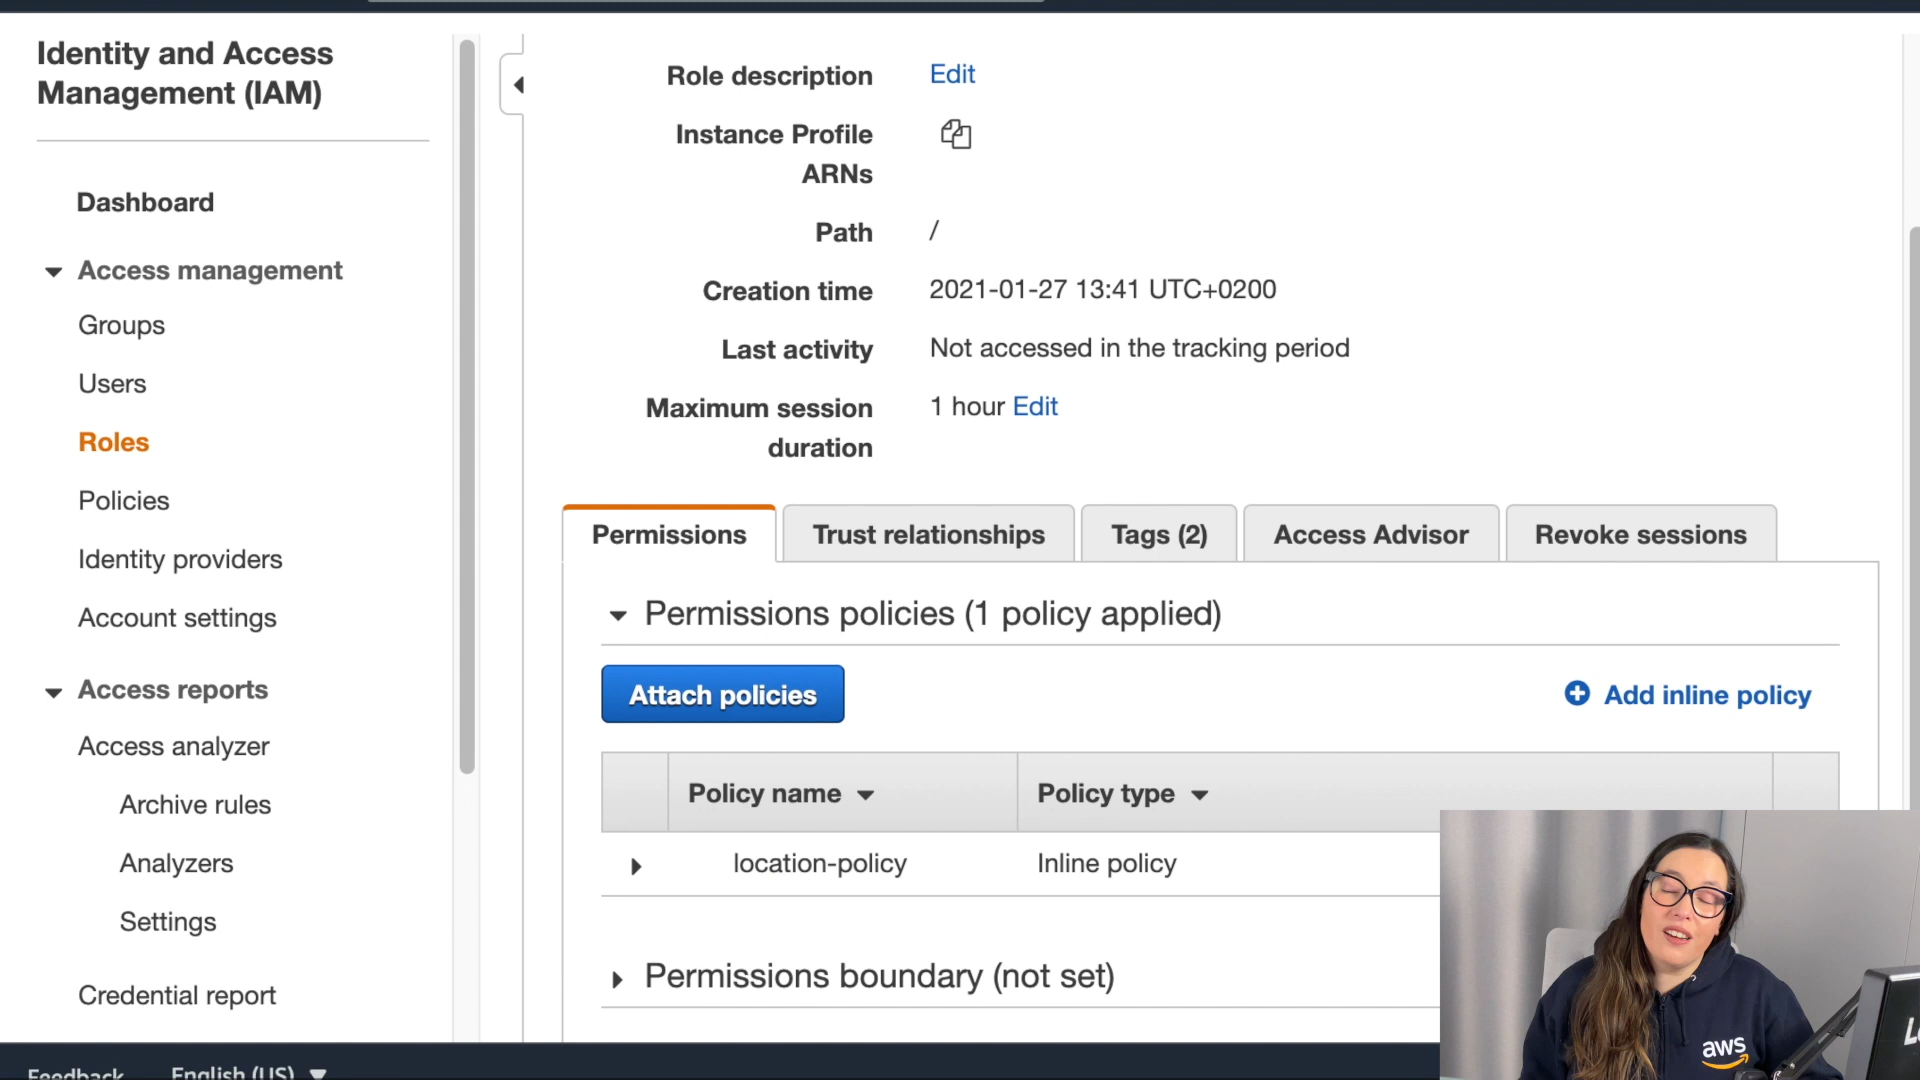 Identity and Access
Management (IAM)
Dashboard
Access management
Groups
Users
Roles
Policies
Identity providers
Account settings
Access reports
Access analyzer
Archive rules
Analyzers
Settings
Credential report
Role description Edit
Instance Profile
ARNs
Path /
Creation time 2021-01-27 13:41 UTC+0200
Last activity Not accessed in the tracking period
Maximum session 1 hour Edit
duration
Permissions Trust relationships Tags (2) Access Advisor Revoke sessions
Permissions policies (1 policy applied)
Attach policies Add inline policy
Policy name Policy type
location-policy Inline policy
Permissions boundary (not set)
aws
Feedback English (US)